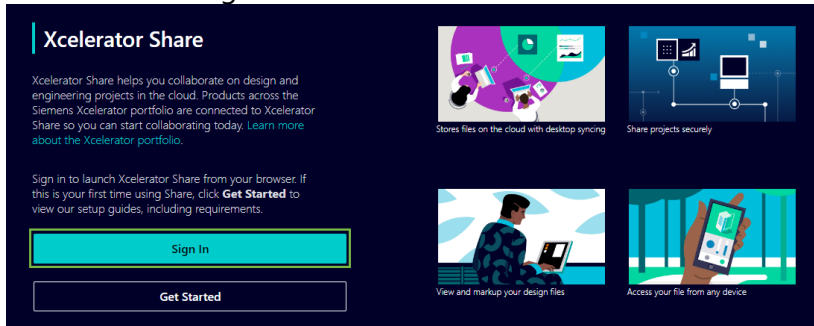 Xcelerator Share
Xcelerator Share helps you collaborate on design and
engineering projects in the cloud. Products across the
Siemens Xcelerator portfolio are connected to Xcelerator
Share so you can start collaborating today. Learn more
about the Xcelerator portfolio.
Sign in to launch Xcelerator Share from your browser. If
this is your first time using Share, click Get Started to
view our setup guides, including requirements.
Sign In
Get Started
Stores files on the cloud with desktop syncing
Share projects securely
View and markup your design files
Access your file from any device